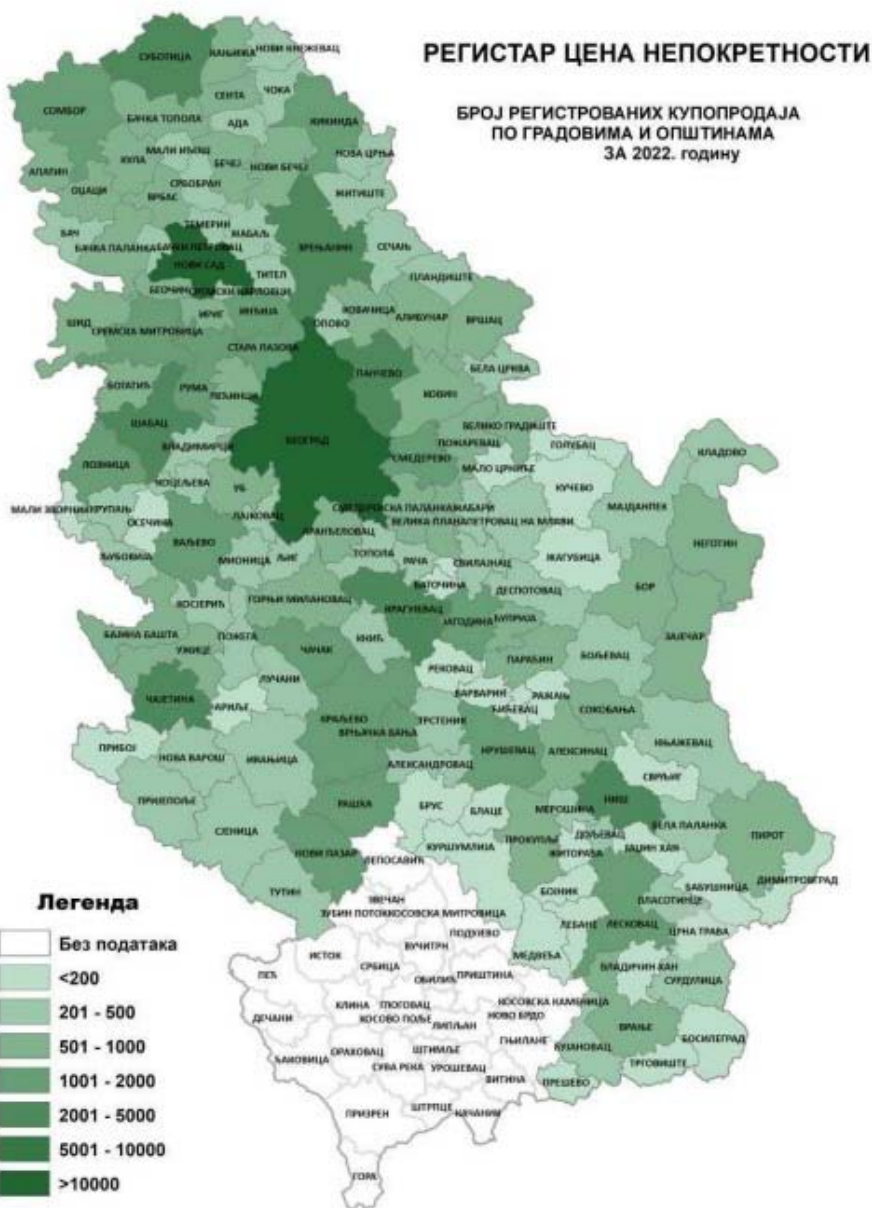 РЕГИСТАР ЦЕНА НЕПОКРЕТНОСТИ
БРОЈ РЕГИСТРОВАНИХ КУПОПРОДАЈА
ПО ГРАДОВИМА И ОПШТИНАМА
ЗА 2022. годину
СУБОТИЦА
КАЊИЖА
НОВИ КНЕЖЕВАЦ
СОМБОР
СЕНТА
ЧОКА
БАЧКА ТОПОЛА
АДА
КИКИНДА
МАЛИ ИЂОШ
НОВА ЦРЊА
АПАТИН
КУЛА
БЕЧЕЈ
НОВИ БЕЧЕЈ
ОЏАЦИ
СРБОБРАН
ЖИТИШТЕ
ВРБАС
БАЧ
ТЕМЕРИН
ЖАБАЉ
ЗРЕЊАНИН
СЕЧАЊ
БАЧКА ПАЛАНКА
БАЧКИ ПЕТРОВАЦ
НОВИ САД
ТИТЕЛ
ПЛАНДИШТЕ
БЕОЧИН
СРЕМСКИ КАРЛОВЦИ
ШИД
СРЕМСКА МИТРОВИЦА
ИРИГ
ИНЂИЈА
ОПОВО
КОВАЧИЦА
АЛИБУНАР
ВРШАЦ
СТАРА ПАЗОВА
БОГАТИЋ
РУМА
ПЕЋИНЦИ
ПАНЧЕВО
БЕЛА ЦРКВА
КОВИН
ШАБАЦ
ВЛАДИМИРЦИ
БЕОГРАД
ВЕЛИКО ГРАДИШТЕ
ПОЖАРЕВАЦ
ГОЛУБАЦ
КЛАДОВО
ЛОЗНИЦА
СМЕДЕРЕВО
МАЛО ЦРНИЋЕ
КОЦЕЉЕВА
УБ
КУЧЕВО
МАЛИ ЗВОРНИК
КРУПАЊ
ОСЕЧИНА
ЛАЈКОВАЦ
СМЕДЕРЕВСКА ПАЛАНКА
ЖАБАРИ
МАЈДАНПЕК
ВЕЛИКА ПЛАНА
ПЕТРОВАЦ НА МЛАВИ
АРАНЂЕЛОВАЦ
НЕГОТИН
ЉУБОВИЈА
ВАЉЕВО
МИОНИЦА
ЉИГ
ТОПОЛА
РАЧА
СВИЛАЈНАЦ
ЖАГУБИЦА
БАТОЧИНА
БОР
КОСЈЕРИЋ
ГОРЊИ МИЛАНОВАЦ
КРАГУЈЕВАЦ
ДЕСПОТОВАЦ
ЈАГОДИНА
ЋУПРИЈА
БАЈИНА БАШТА
ПОЖЕГА
ЧАЧАК
КНИЋ
ЗАЈЕЧАР
УЖИЦЕ
ПАРАЋИН
БОЉЕВАЦ
ЛУЧАНИ
РЕКОВАЦ
ЧАЈЕТИНА
АРИЉЕ
ВАРВАРИН
РАЖАЊ
ЋИЋЕВАЦ
СОКОБАЊА
КРАЉЕВО
ВРЊАЧКА БАЊА
ТРСТЕНИК
ПРИБОЈ
НОВА ВАРОШ
ИВАЊИЦА
КРУШЕВАЦ
АЛЕКСИНАЦ
КЊАЖЕВАЦ
АЛЕКСАНДРОВАЦ
СВРЉИГ
ПРИЈЕПОЉЕ
РАШКА
БРУС
БЛАЦЕ
МЕРОШИНА
НИШ
СЈЕНИЦА
БЕЛА ПАЛАНКА
ПИРОТ
НОВИ ПАЗАР
КУРШУМЛИЈА
ПРОКУПЉЕ
ДОЉЕВАЦ
ЖИТОРАЂА
ГАЏИН ХАН
ЛЕПОСАВИЋ
ТУТИН
БОЈНИК
БАБУШНИЦА
ДИМИТРОВГРАД
ВЛАСОТИНЦЕ
ЗВЕЧАН
ЗУБИН ПОТОК
КОСОВСКА МИТРОВИЦА
ЛЕБАНЕ
ЛЕСКОВАЦ
ЦРНА ТРАВА
ПОДУЈЕВО
МЕДВЕЂА
ВУЧИТРН
ИСТОК
СРБИЦА
ВЛАДИЧИН ХАН
СУРДУЛИЦА
ПЕЋ
ОБИЛИЋ
ПРИШТИНА
КЛИНА
ГЛОГОВАЦ
КОСОВСКА КАМЕНИЦА
ДЕЧАНИ
КОСОВО ПОЉЕ
ЛИПЉАН
НОВО БРДО
ВРАЊЕ
ГЊИЛАНЕ
БОСИЛЕГРАД
ЂАКОВИЦА
ОРАХОВАЦ
ШТИМЉЕ
БУЈАНОВАЦ
СУВА РЕКА
УРОШЕВАЦ
ТРГОВИШТЕ
ВИТИНА
ПРЕШЕВО
ПРИЗРЕН
ШТРПЦЕ
КАЧАНИК
ГОРА
Легенда
Без података
<200
201 - 500
501 - 1000
1001 - 2000
2001 - 5000
5001 - 10000
>10000